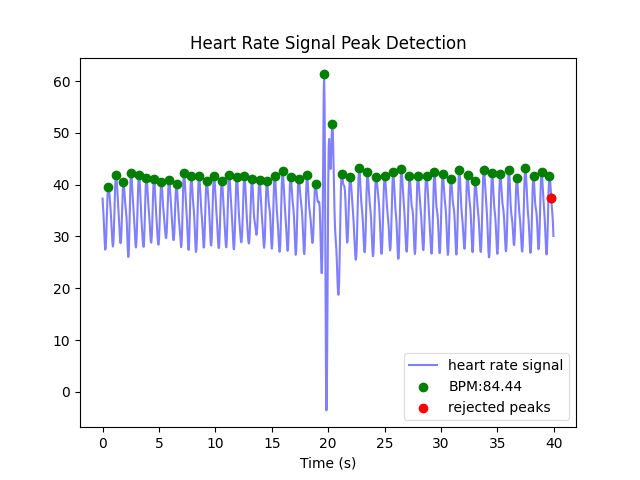 Heart Rate Signal Peak Detection
60
50
40
30
20
10
0
0 5 10 15 20 25 30 35 40
Time (s)
heart rate signal
BPM:84.44
rejected peaks